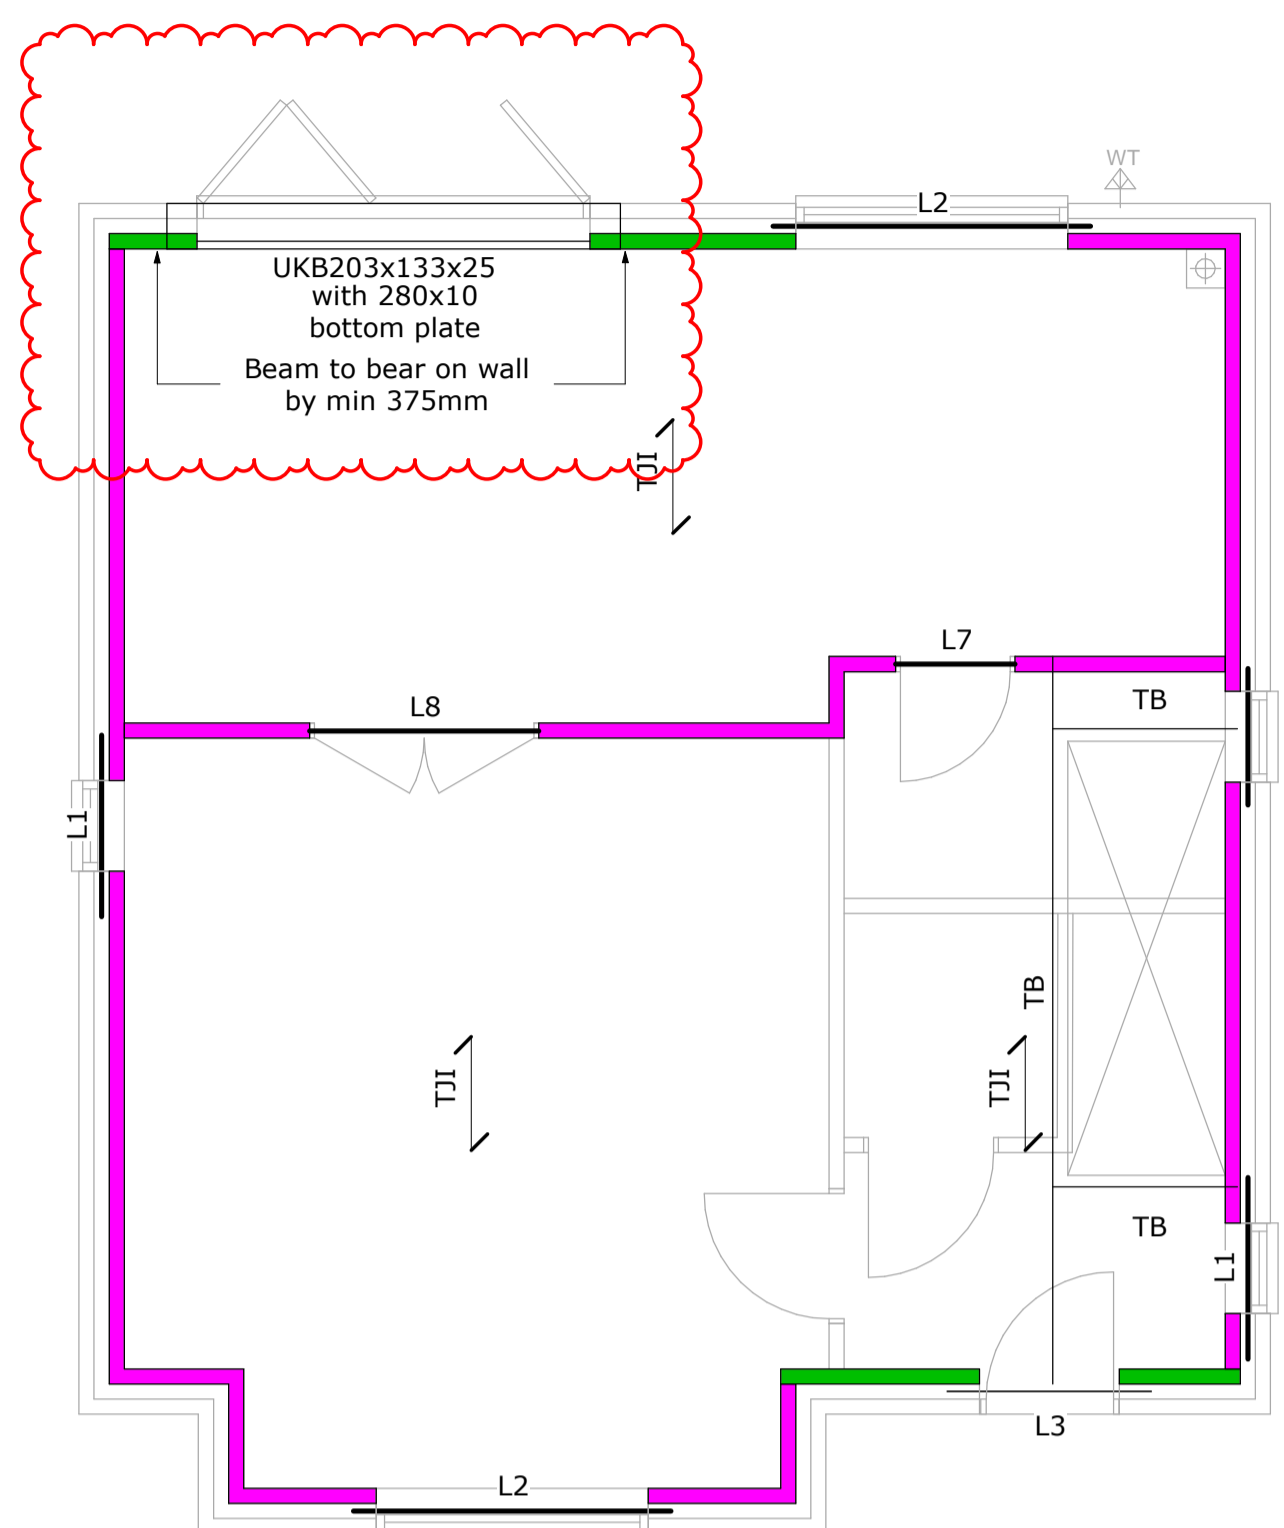 WT
L2
UKB203x133x25
with 280x10
bottom plate
Beam to bear on wall
by min 375mm
TJI
L7
TB
L8
L1
TB
TJI
TJI
TB
L1
L3
L2